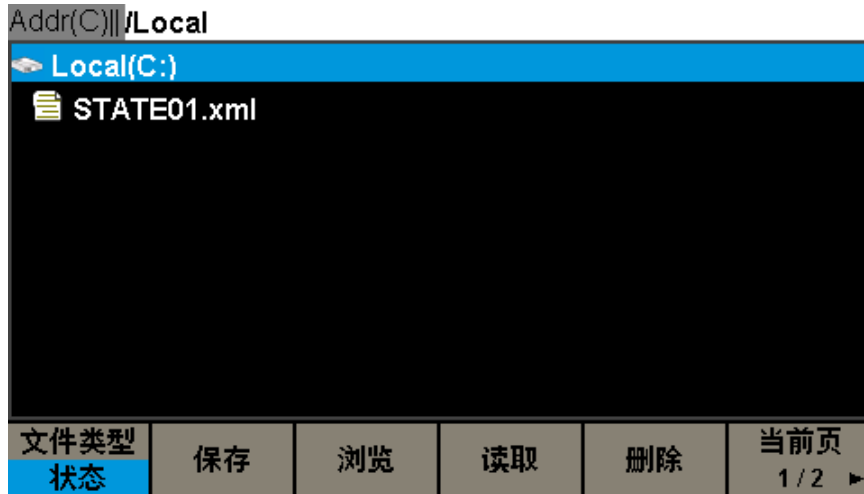 Addr(C)|| /Local
Local(C:)
STATE01.xml
文件类型 保存 浏览 读取 删除 当前页
状态 1/2 ►